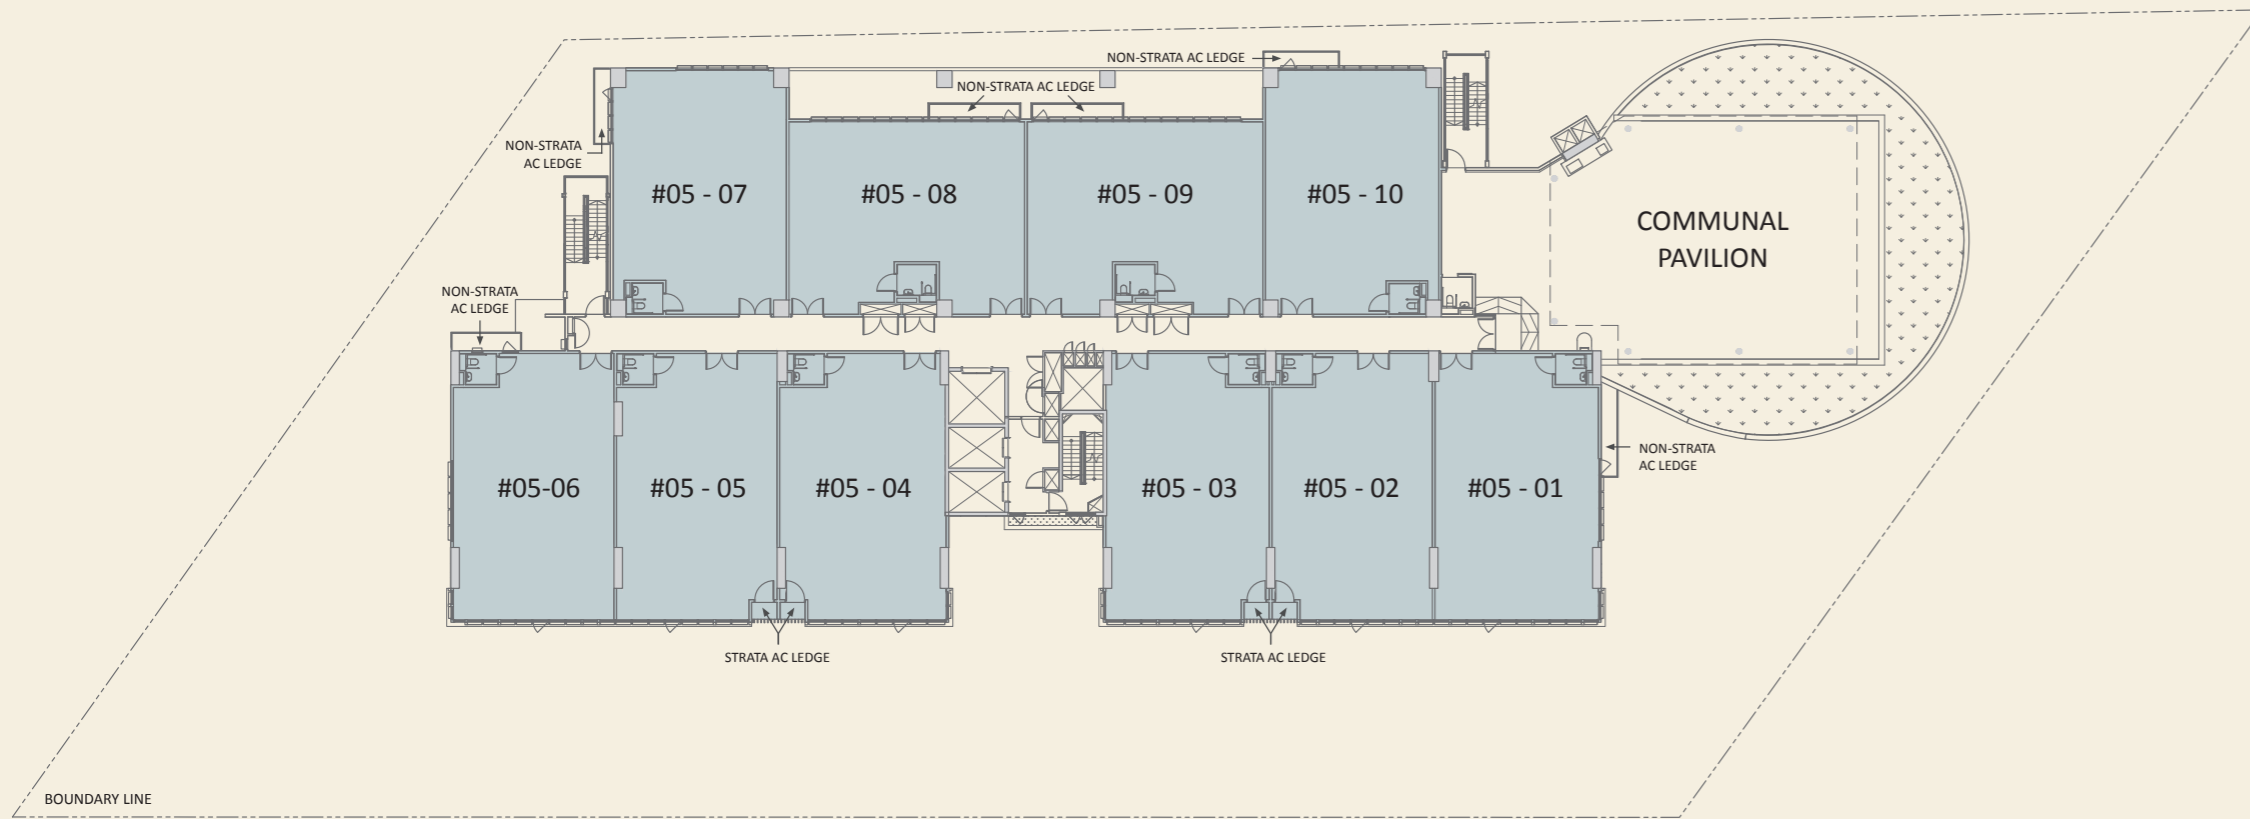 NON-STRATA AC LEDGE
NON-STRATA AC LEDGE
NON-STRATA
AC LEDGE
#05 - 07
#05 - 08
#05 - 09
#05 - 10
COMMUNAL
PAVILION
NON-STRATA
AC LEDGE
NON-STRATA
AC LEDGE
#05-06
#05 - 05
#05 - 04
#05 - 03
#05 - 02
#05 - 01
STRATA AC LEDGE
STRATA AC LEDGE
BOUNDARY LINE